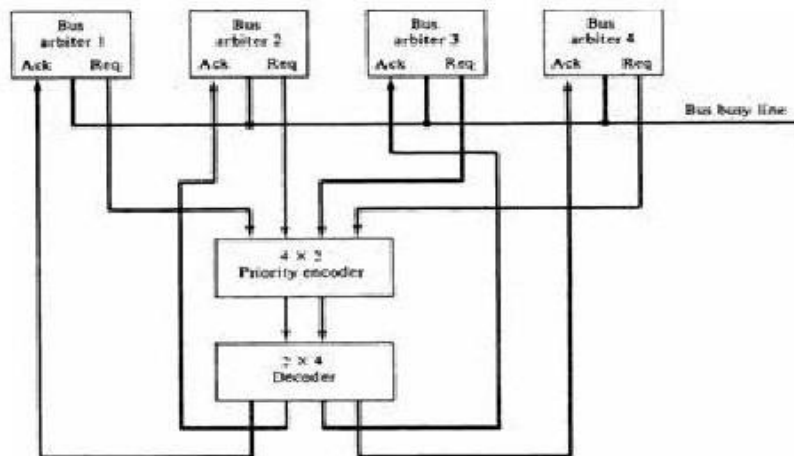 Bus
arbiter 1
Ack Req
Bus
arbiter 2
Ack Req
Bus
arbiter 3
Ack Req
Bus
arbiter 4
Ack Req
Bus busy line
4 × 2
Priority encoder
2 × 4
Decoder